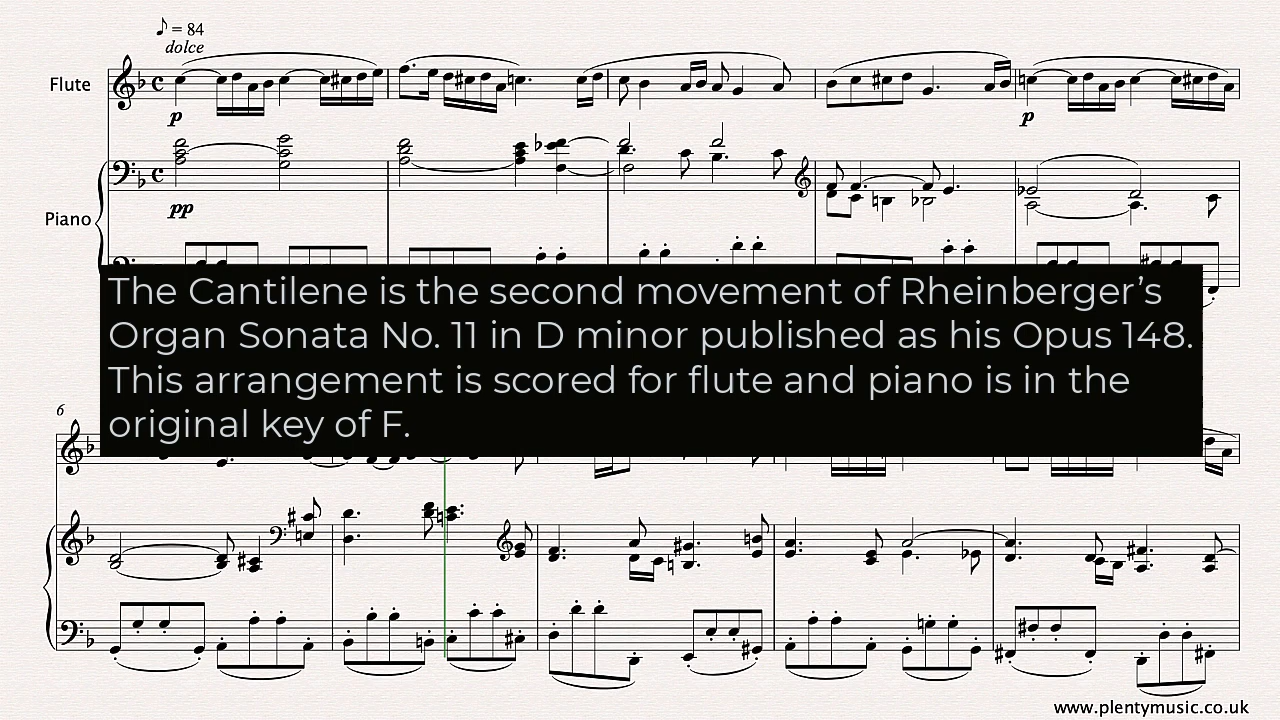 ♪ = 84
dolce
Flute
p
p
Piano
pp
The Cantilene is the second movement of Rheinberger’s
Organ Sonata No. 11 in D minor published as his Opus 148.
This arrangement is scored for flute and piano is in the
original key of F.
6
www.plentymusic.co.uk